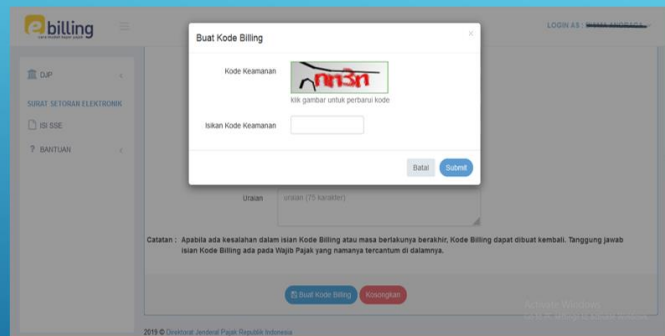 ebilling
LOGIN AS :
Buat Kode Billing
×
Kode Keamanan
nn3n
Klik gambar untuk perbarui kode
Isikan Kode Keamanan
Batal Submit
DJP
SURAT SETORAN ELEKTRONIK
ISI SSE
? BANTUAN
Uraian
uraian (75 karakter)
Catatan : Apabila ada kesalahan dalam isian Kode Billing atau masa berlakunya berakhir, Kode Billing dapat dibuat kembali. Tanggung jawab
isian Kode Billing ada pada Wajib Pajak yang namanya tercantum di dalamnya.
Buat Kode Billing Kosongkan
Activate Windows
2019 © Direktorat Jenderal Pajak Republik Indonesia